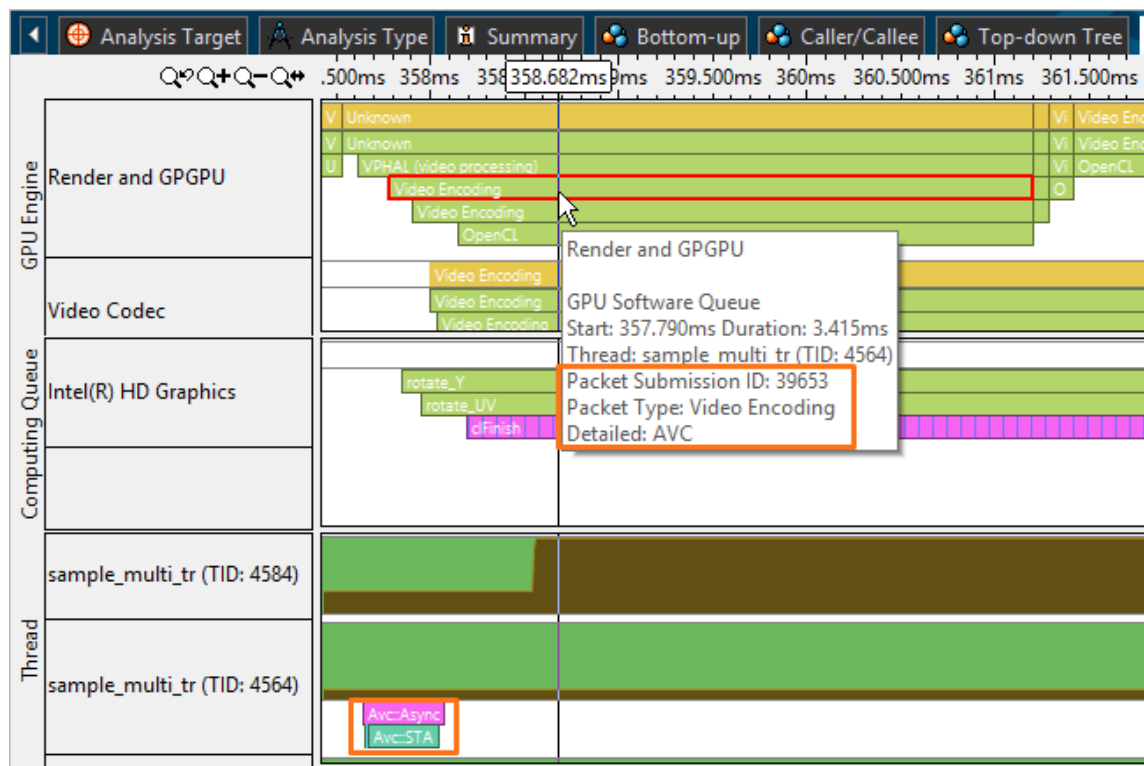 Analysis Target Analysis Type Summary Bottom-up Caller/Callee Top-down Tree
.500ms 358ms 358 358.682ms 9ms 359.500ms 360ms 360.500ms 361ms 361.500ms
GPU Engine
Render and GPGPU
V Unknown Vi Video Enc
V Unknown Vi Video Enc
U VPHAL (video processing) Vi OpenCL
Video Encoding O
Video Encoding
OpenCL
Video Codec
Video Encoding
Video Encoding
Video Encoding
Render and GPGPU
GPU Software Queue
Start: 357.790ms Duration: 3.415ms
Thread: sample_multi_tr (TID: 4564)
Packet Submission ID: 39653
Packet Type: Video Encoding
Detailed: AVC
Computing Queue
Intel(R) HD Graphics
rotate_Y
rotate_UV
clFinish
Thread
sample_multi_tr (TID: 4584)
sample_multi_tr (TID: 4564)
Avc::Async
Avc::STA